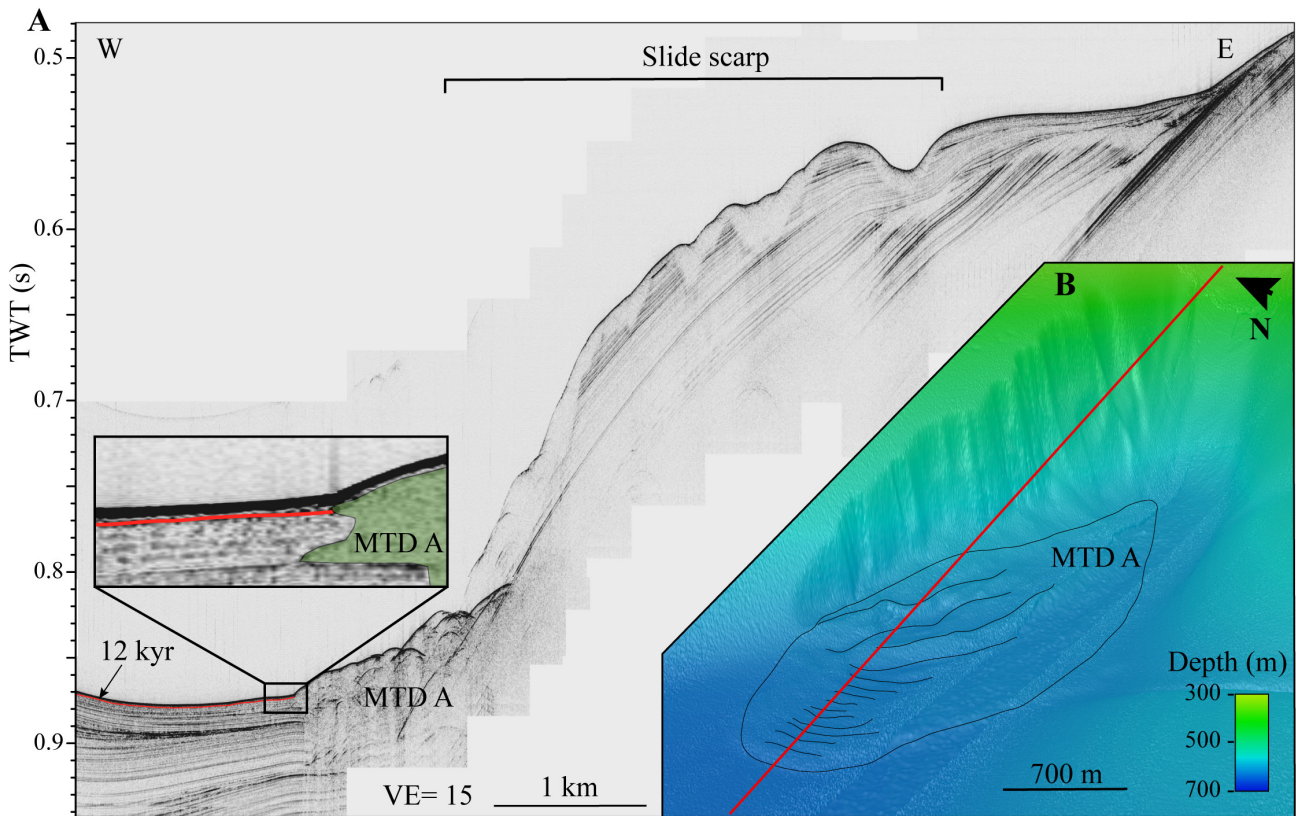 A
W
E
Slide scarp
TWT (s)
0.5
0.6
0.7
0.8
0.9
MTD A
12 kyr
MTD A
VE= 15
1 km
B
N
MTD A
Depth (m)
300
500
700
700 m